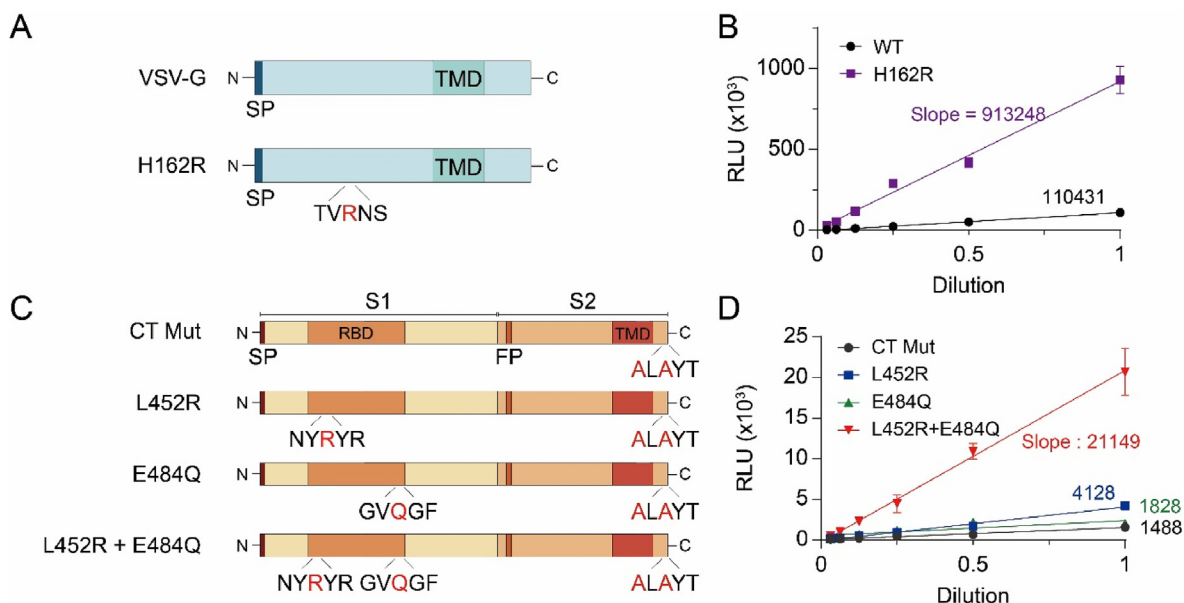 A
VSV-G
N
TMD
C
SP
H162R
N
TMD
C
SP
TVRNS
B
WT
H162R
RLU (x10³)
1000
500
0
Slope = 913248
110431
0
0.5
1
Dilution
C
S1
S2
CT Mut
N
RBD
TMD
C
SP
FP
ALAYT
L452R
N
C
NYRYR
ALAYT
E484Q
N
C
GVQGF
ALAYT
L452R + E484Q
N
C
NYRYR GVQGF
ALAYT
D
CT Mut
L452R
E484Q
L452R+E484Q
RLU (x10³)
25
20
15
10
5
0
Slope : 21149
4128
1828
1488
0
0.5
1
Dilution